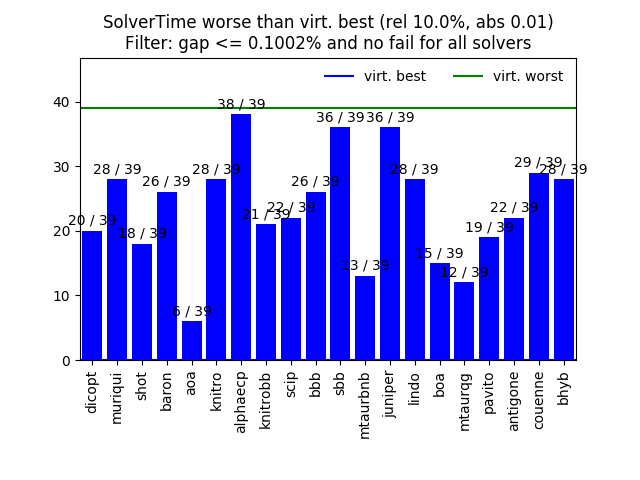 SolverTime worse than virt. best (rel 10.0%, abs 0.01)
Filter: gap <= 0.1002% and no fail for all solvers
virt. best
virt. worst
40
30
20
10
0
20 / 39
28 / 39
18 / 39
26 / 39
6 / 39
28 / 39
38 / 39
21 / 39
22 / 39
26 / 39
36 / 39
13 / 39
36 / 39
28 / 39
15 / 39
12 / 39
19 / 39
22 / 39
29 / 39
28 / 39
dicopt
muriqui
shot
baron
aoa
knitro
alphaecp
knitrobb
scip
bbb
sbb
mtaurbnb
juniper
lindo
boa
mtaurqg
pavito
antigone
couenne
bhyb